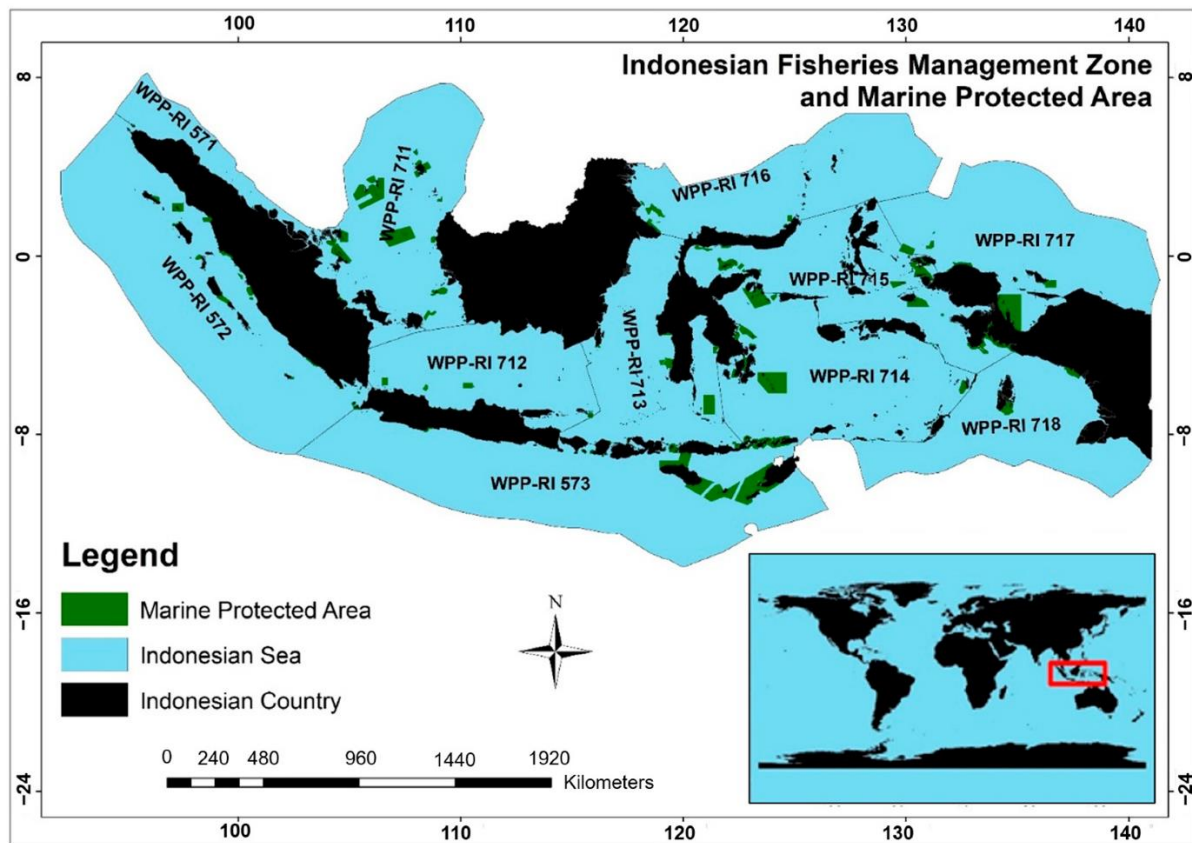 100 110 120 130 140
Indonesian Fisheries Management Zone
and Marine Protected Area
8 8
0 0
-8 -8
-16 -16
-24 -24
WPP-RI 571
WPP-RI 711
WPP-RI 716
WPP-RI 717
WPP-RI 715
WPP-RI 572
WPP-RI 712
WPP-RI 713
WPP-RI 714
WPP-RI 718
WPP-RI 573
Legend
Marine Protected Area
Indonesian Sea
Indonesian Country
N
0 240 480 960 1440 1920
Kilometers
100 110 120 130 140